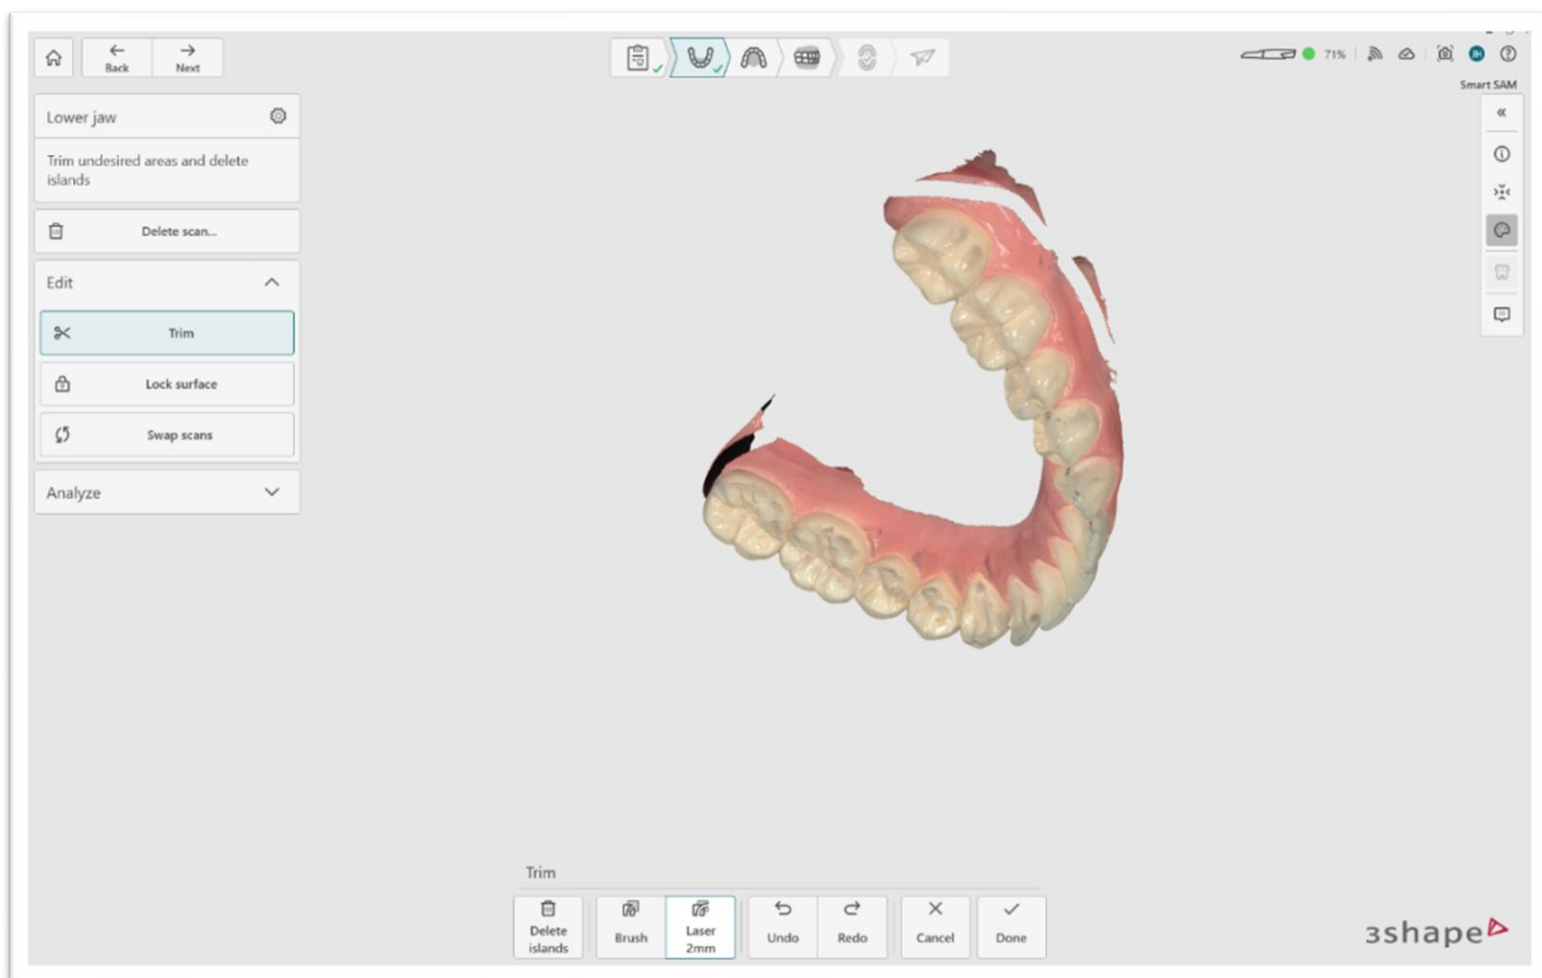 Back
Next
71%
Smart SAM
Lower jaw
Trim undesired areas and delete
islands
Delete scan...
Edit
Trim
Lock surface
Swap scans
Analyze
Trim
Delete
islands
Brush
Laser
2mm
Undo
Redo
Cancel
Done
3shape